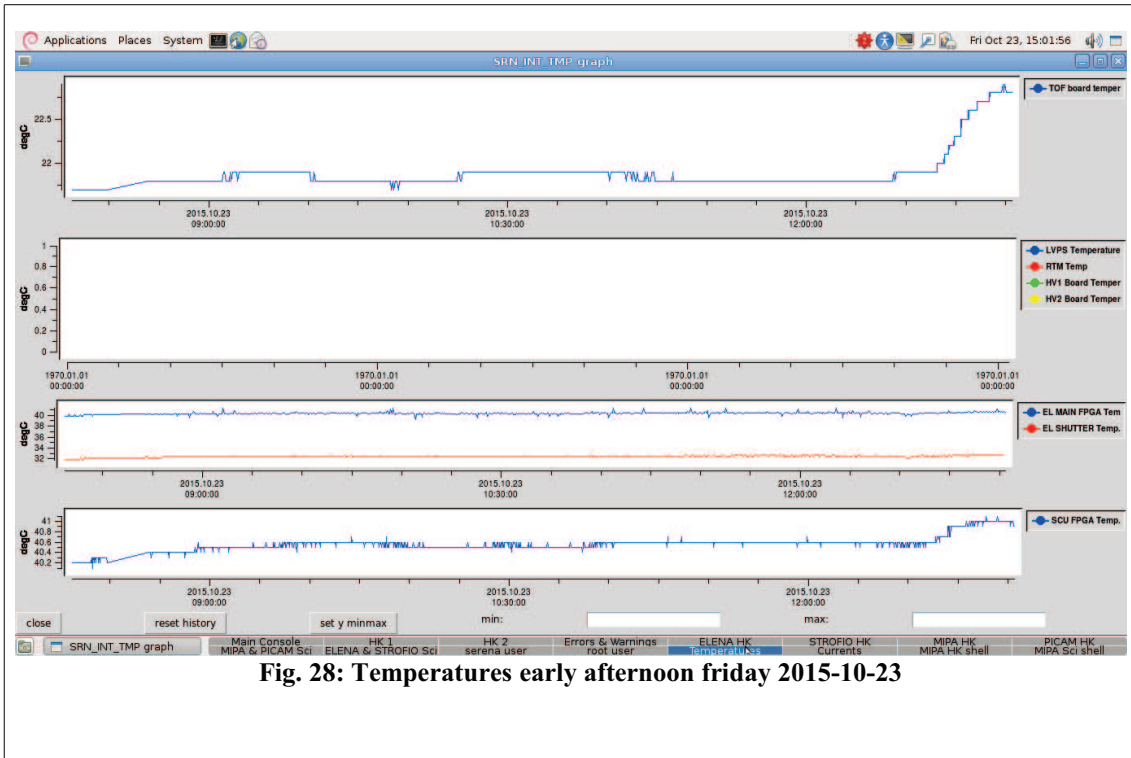 Applications Places System Fri Oct 23, 15:01:56
SRN_INT_TMP graph
TOF board temper
degC
22.5
22
2015.10.23 2015.10.23 2015.10.23
09:00:00 10:30:00 12:00:00
LVPS Temperature
RTM Temp
HV1 Board Temper
HV2 Board Temper
degC
1
0.8
0.6
0.4
0.2
0
1970.01.01 1970.01.01 1970.01.01 1970.01.01
00:00:00 00:00:00 00:00:00 00:00:00
EL MAIN FPGA Tem
EL SHUTTER Temp.
degC
40
38
36
34
32
2015.10.23 2015.10.23 2015.10.23
09:00:00 10:30:00 12:00:00
SCU FPGA Temp.
degC
41
40.8
40.6
40.4
40.2
2015.10.23 2015.10.23 2015.10.23
09:00:00 10:30:00 12:00:00
close reset history set y minmax min: max:
SRN_INT_TMP graph
Main Console HK 1 HK 2 Errors & Warnings ELENA HK STROFIO HK MIPA HK PICAM HK
MIPA & PICAM Sci ELENA & STROFIO Sci serena user root user Temperatures Currents MIPA HK shell MIPA Sci shell
Fig. 28: Temperatures early afternoon friday 2015-10-23